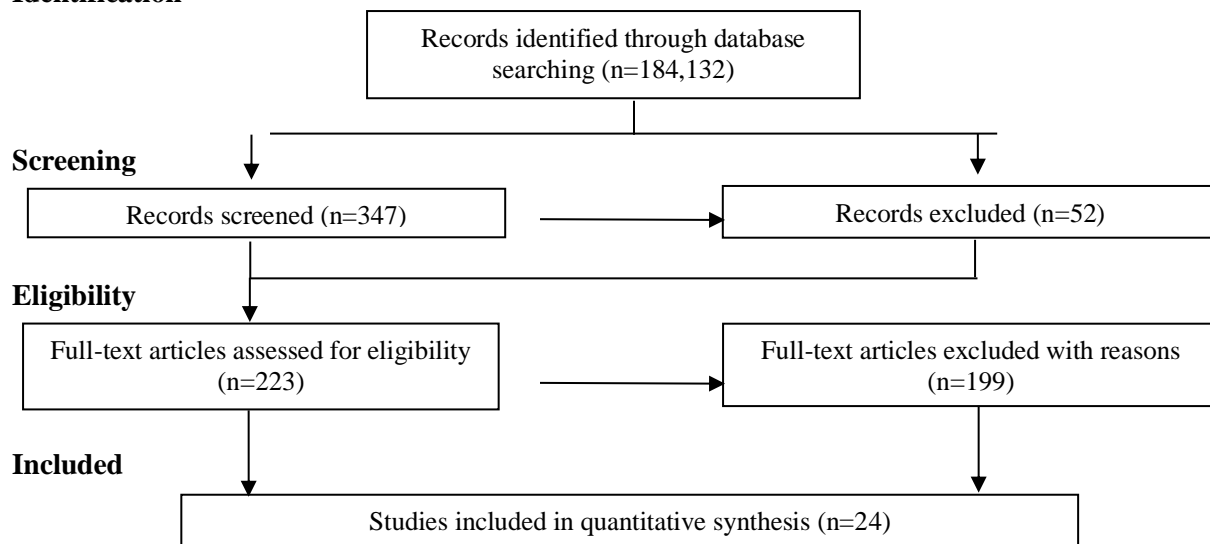 Identification
Records identified through database
searching (n=184,132)
Screening
Records screened (n=347)
Records excluded (n=52)
Eligibility
Full-text articles assessed for eligibility
(n=223)
Full-text articles excluded with reasons
(n=199)
Included
Studies included in quantitative synthesis (n=24)